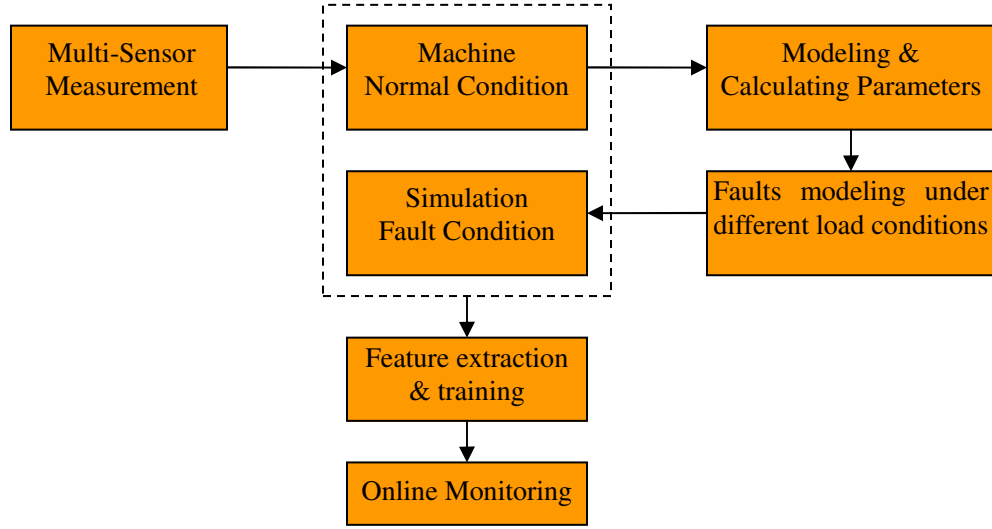 Multi-Sensor
Measurement
Machine
Normal Condition
Modeling &
Calculating Parameters
Simulation
Fault Condition
Faults modeling under
different load conditions
Feature extraction
& training
Online Monitoring